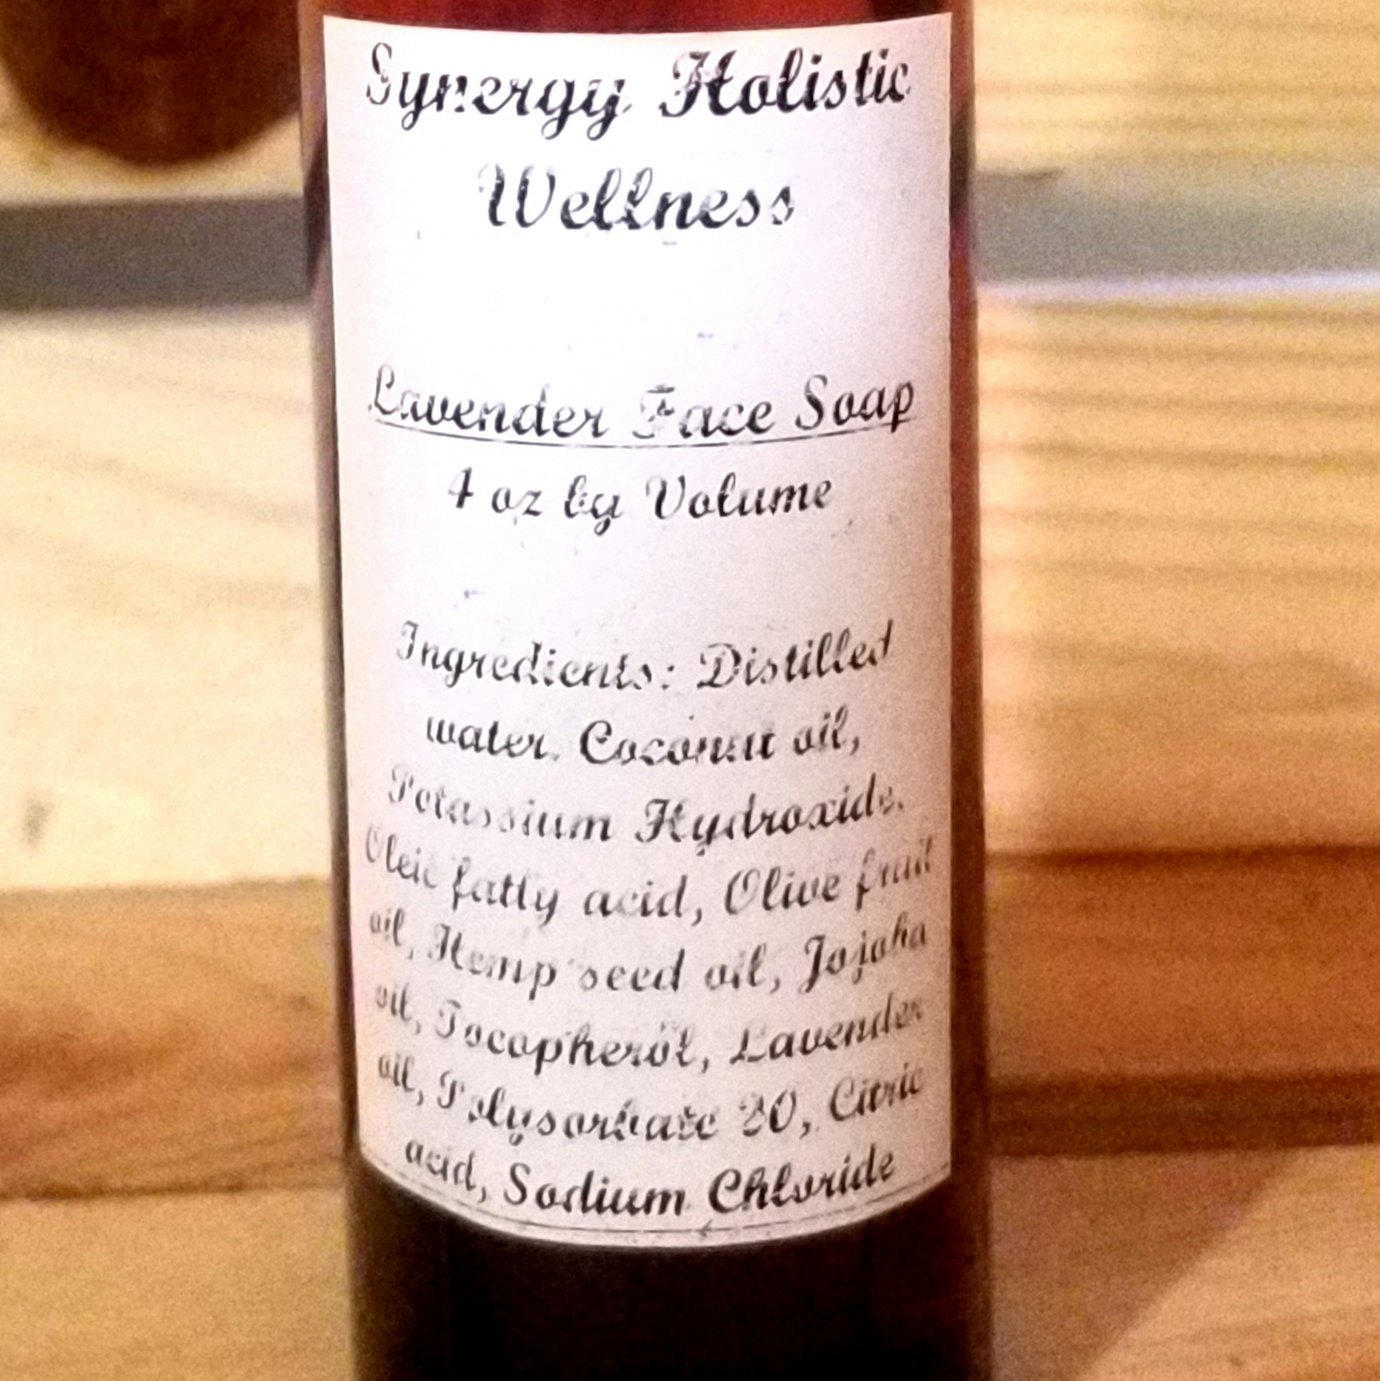 Synergy Holistic
Wellness
Lavender Face Soap
4 oz by Volume
Ingredients: Distilled
water, Coconut oil,
Potassium Hydroxide,
Oleic fatty acid, Olive fruit
oil, Hemp seed oil, Jojoba
oil, Tocopherol, Lavender
oil, Polysorbate 20, Citric
acid, Sodium Chloride